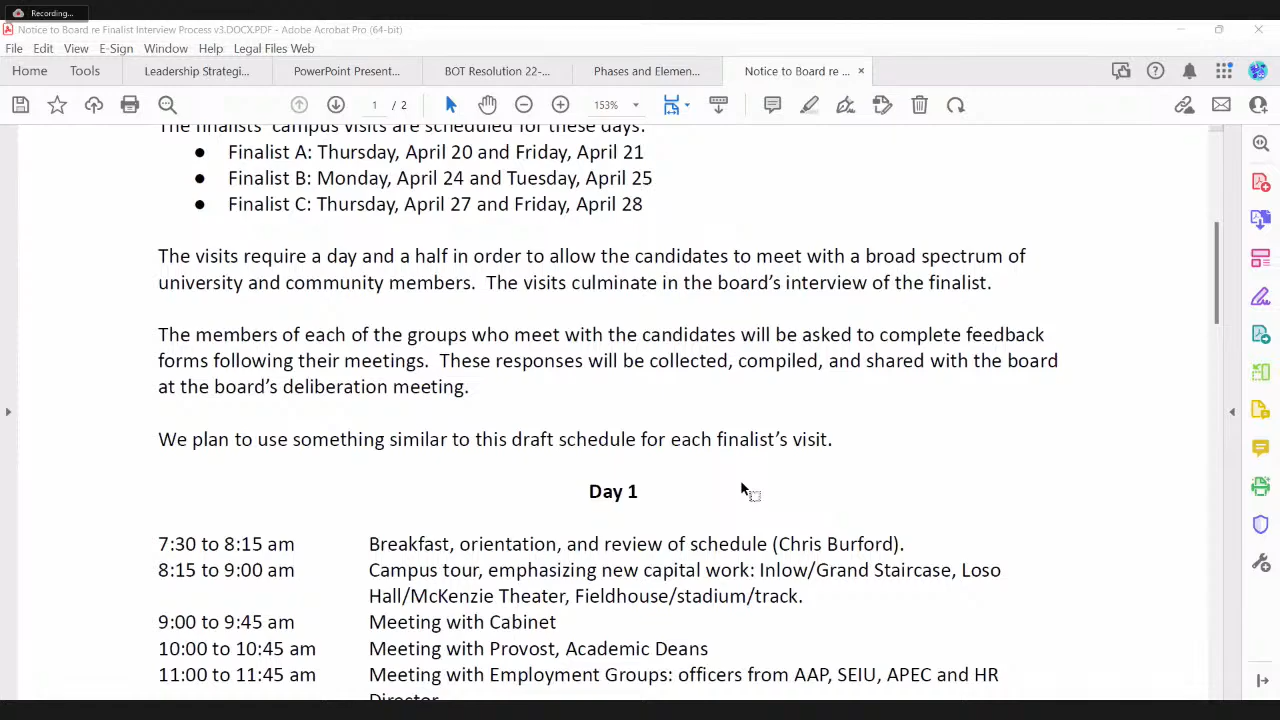 Recording...
Notice to Board re Finalist Interview Process v3.DOCX.PDF - Adobe Acrobat Pro (64-bit)
File Edit View E-Sign Window Help Legal Files Web
Home Tools Leadership Strategi... PowerPoint Present... BOT Resolution 22-... Phases and Elemen... Notice to Board re ... ×
1 / 2 153%
The finalists' campus visits are scheduled for these days:
● Finalist A: Thursday, April 20 and Friday, April 21
● Finalist B: Monday, April 24 and Tuesday, April 25
● Finalist C: Thursday, April 27 and Friday, April 28
The visits require a day and a half in order to allow the candidates to meet with a broad spectrum of
university and community members. The visits culminate in the board's interview of the finalist.
The members of each of the groups who meet with the candidates will be asked to complete feedback
forms following their meetings. These responses will be collected, compiled, and shared with the board
at the board's deliberation meeting.
We plan to use something similar to this draft schedule for each finalist's visit.
Day 1
7:30 to 8:15 am Breakfast, orientation, and review of schedule (Chris Burford).
8:15 to 9:00 am Campus tour, emphasizing new capital work: Inlow/Grand Staircase, Loso
Hall/McKenzie Theater, Fieldhouse/stadium/track.
9:00 to 9:45 am Meeting with Cabinet
10:00 to 10:45 am Meeting with Provost, Academic Deans
11:00 to 11:45 am Meeting with Employment Groups: officers from AAP, SEIU, APEC and HR
Director